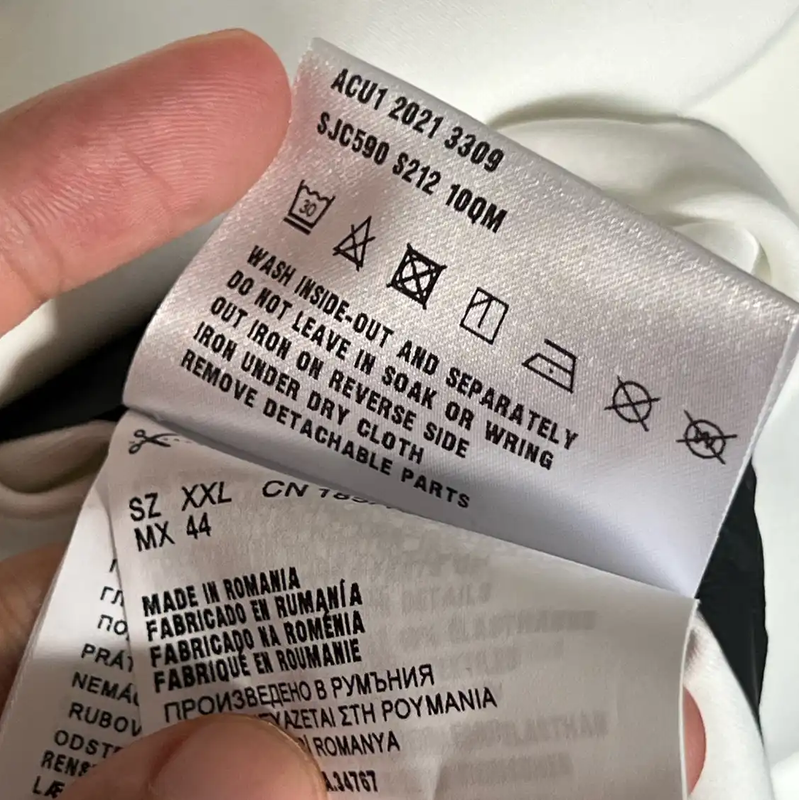 ACU1 2021 3309
SJC590 S212 10QM
30
WASH INSIDE-OUT AND SEPARATELY
DO NOT LEAVE IN SOAK OR WRING
OUT IRON ON REVERSE SIDE
IRON UNDER DRY CLOTH
REMOVE DETACHABLE PARTS
SZ XXL CN
MX 44
MADE IN ROMANIA
FABRICADO EN RUMANÍA
FABRICADO NA ROMÉNIA
FABRIQUÉ EN ROUMANIE
ПРОИЗВЕДЕНО В РУМЪНИЯ
ΣΤΗ ΡΟΥΜΑΝΙΑ
ROMANYA
34767